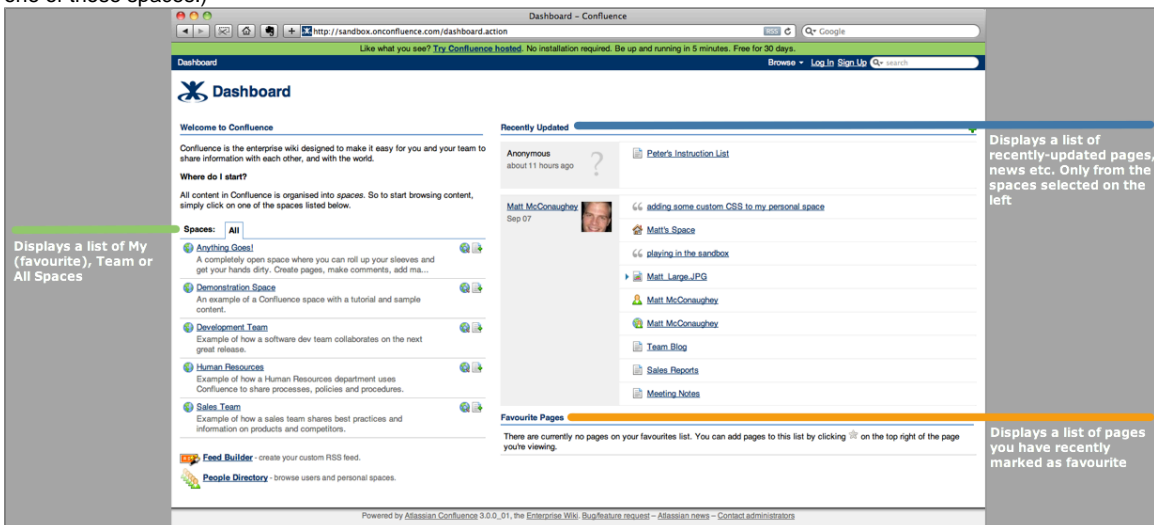 one of those spaces.)
Dashboard – Confluence
http://sandbox.onconfluence.com/dashboard.action
RSS
Google
Like what you see? Try Confluence hosted. No installation required. Be up and running in 5 minutes. Free for 30 days.
Dashboard
Browse
Log In
Sign Up
search
Dashboard
Welcome to Confluence
Confluence is the enterprise wiki designed to make it easy for you and your team to
share information with each other, and with the world.
Where do I start?
All content in Confluence is organised into spaces. So to start browsing content,
simply click on one of the spaces listed below.
Spaces: All
Displays a list of My
(favourite), Team or
All Spaces
Anything Goes!
A completely open space where you can roll up your sleeves and
get your hands dirty. Create pages, make comments, add ma...
Demonstration Space
An example of a Confluence space with a tutorial and sample
content.
Development Team
Example of how a software dev team collaborates on the next
great release.
Human Resources
Example of how a Human Resources department uses
Confluence to share processes, policies and procedures.
Sales Team
Example of how a sales team shares best practices and
information on products and competitors.
Feed Builder - create your custom RSS feed.
People Directory - browse users and personal spaces.
Recently Updated
Displays a list of
recently-updated pages,
news etc. Only from the
spaces selected on the
left
Anonymous
about 11 hours ago
?
Peter's Instruction List
Matt McConaughey
Sep 07
adding some custom CSS to my personal space
Matt's Space
playing in the sandbox
Matt_Large.JPG
Matt McConaughey
Matt McConaughey
Team Blog
Sales Reports
Meeting Notes
Favourite Pages
There are currently no pages on your favourites list. You can add pages to this list by clicking on the top right of the page
you're viewing.
Displays a list of pages
you have recently
marked as favourite
Powered by Atlassian Confluence 3.0.0_01, the Enterprise Wiki. Bug/feature request – Atlassian news – Contact administrators